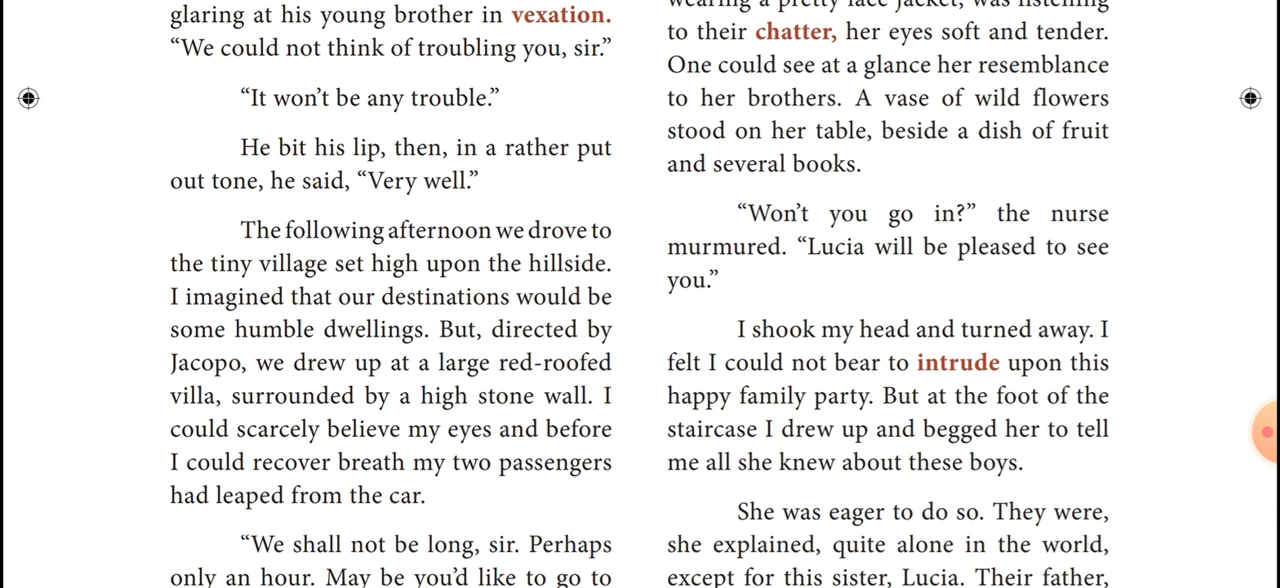 glaring at his young brother in vexation.
“We could not think of troubling you, sir.”
“It won’t be any trouble.”
He bit his lip, then, in a rather put
out tone, he said, “Very well.”
The following afternoon we drove to
the tiny village set high upon the hillside.
I imagined that our destinations would be
some humble dwellings. But, directed by
Jacopo, we drew up at a large red-roofed
villa, surrounded by a high stone wall. I
could scarcely believe my eyes and before
I could recover breath my two passengers
had leaped from the car.
“We shall not be long, sir. Perhaps
only an hour. May be you’d like to go to
wearing a pretty lace jacket, was listening
to their chatter, her eyes soft and tender.
One could see at a glance her resemblance
to her brothers. A vase of wild flowers
stood on her table, beside a dish of fruit
and several books.
“Won’t you go in?” the nurse
murmured. “Lucia will be pleased to see
you.”
I shook my head and turned away. I
felt I could not bear to intrude upon this
happy family party. But at the foot of the
staircase I drew up and begged her to tell
me all she knew about these boys.
She was eager to do so. They were,
she explained, quite alone in the world,
except for this sister, Lucia. Their father,